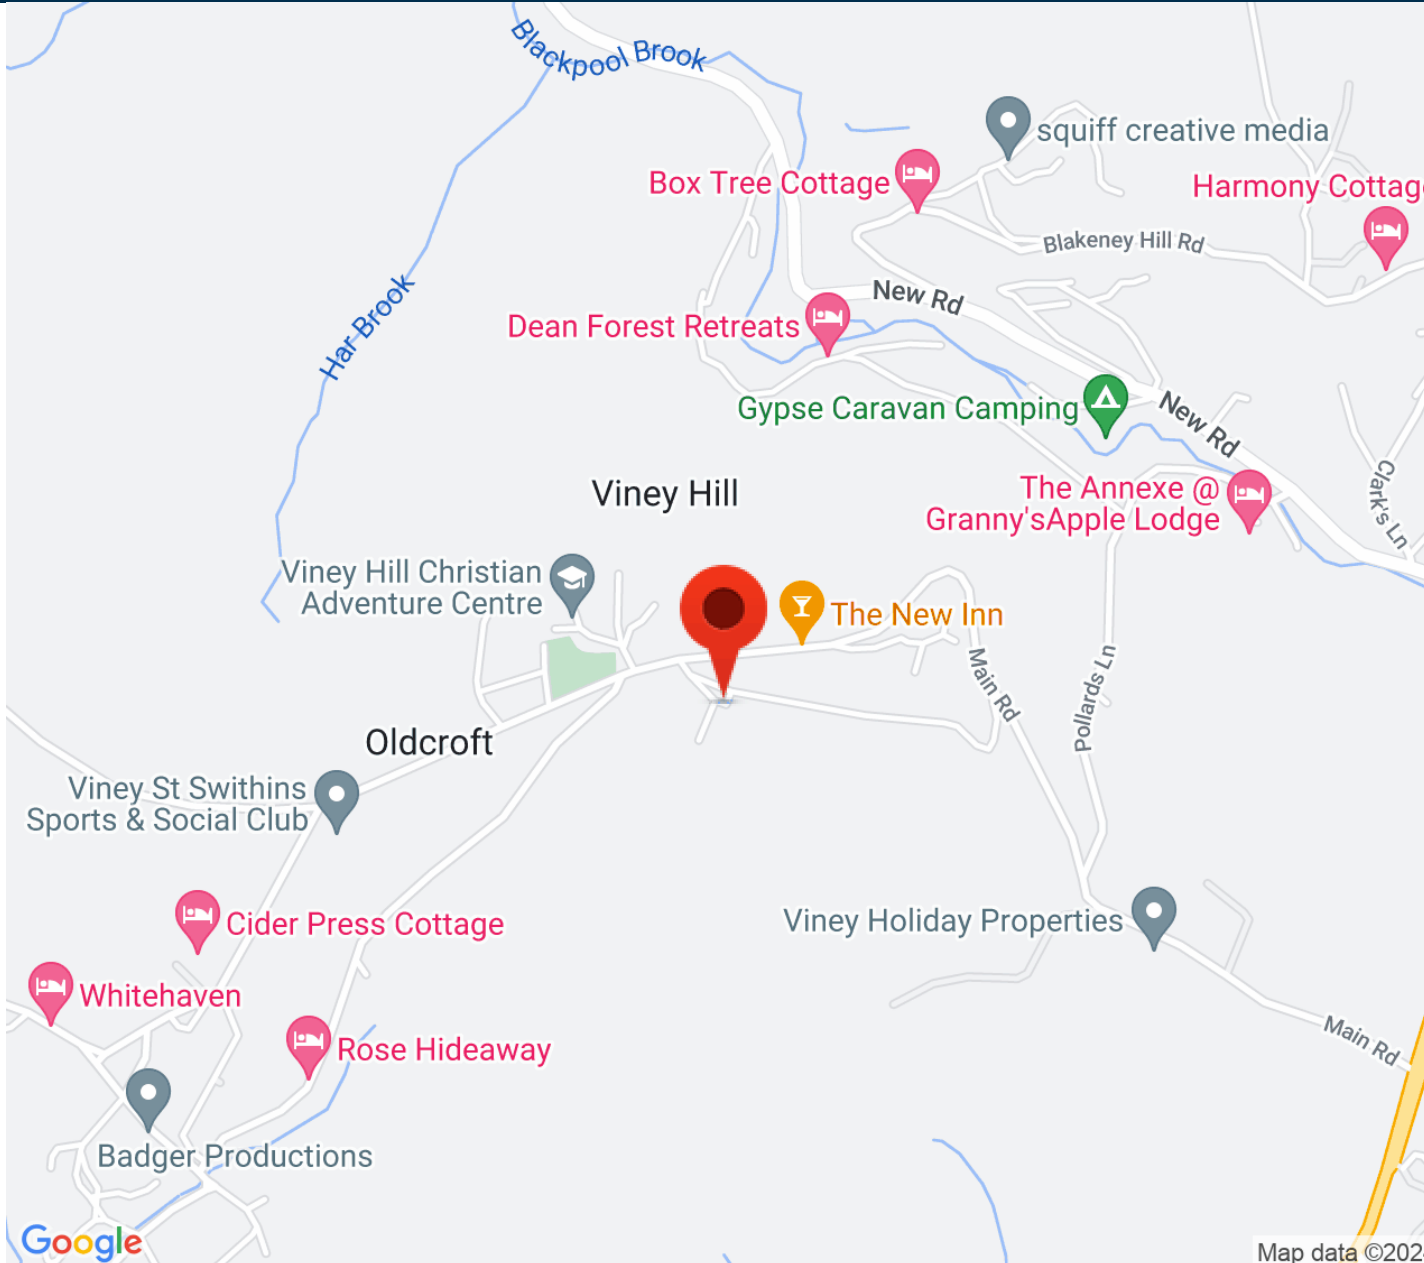 Blackpool Brook
squiff creative media
Box Tree Cottage
Harmony Cottage
Blakeney Hill Rd
Har Brook
New Rd
Dean Forest Retreats
Gypse Caravan Camping
New Rd
Clark's Ln
Viney Hill
The Annexe @
Granny'sApple Lodge
Viney Hill Christian
Adventure Centre
The New Inn
Main Rd
Pollards Ln
Oldcroft
Viney St Swithins
Sports & Social Club
Cider Press Cottage
Viney Holiday Properties
Whitehaven
Rose Hideaway
Main Rd
Badger Productions
Google
Map data ©202